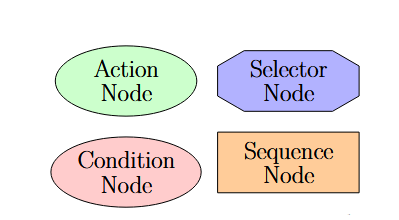 Action
Node
Selector
Node
Condition
Node
Sequence
Node